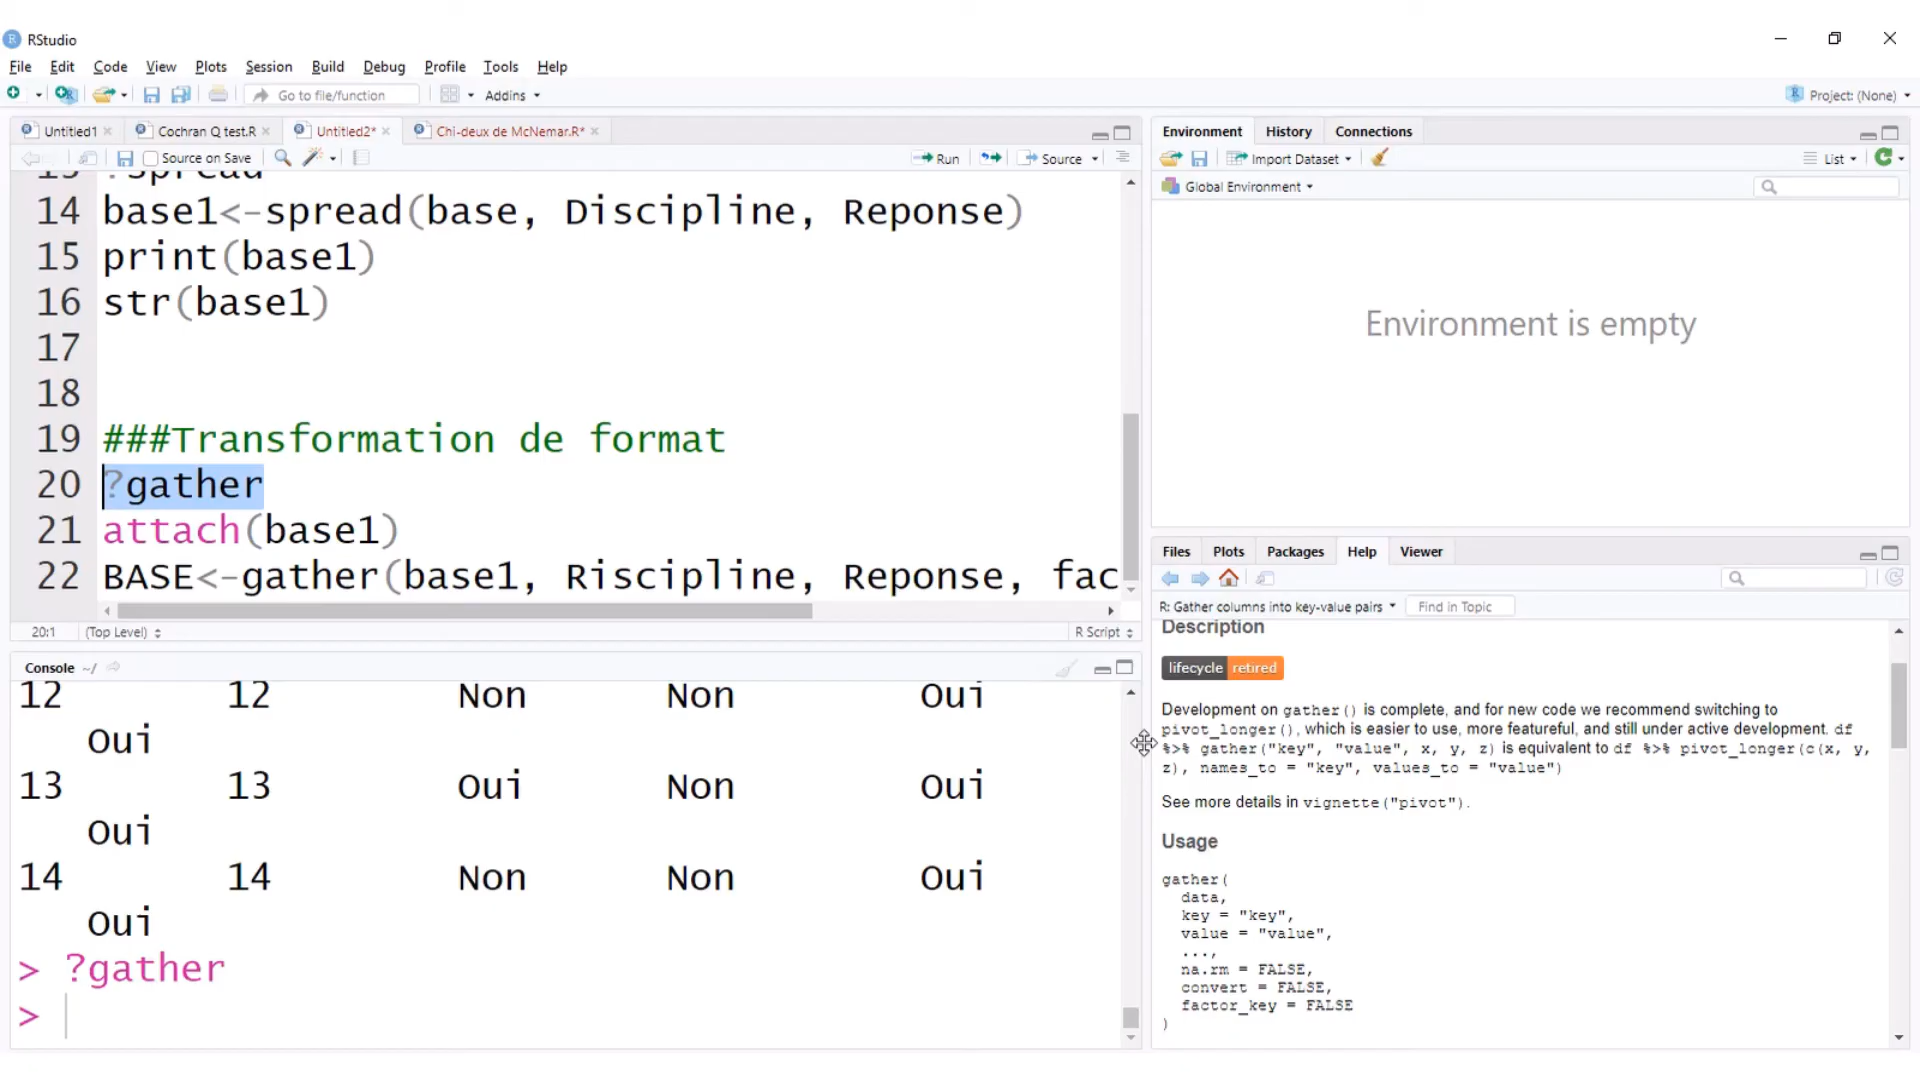 RStudio
File Edit Code View Plots Session Build Debug Profile Tools Help
Go to file/function Addins Project: (None)
Untitled1 Cochran Q test.R Untitled2* Chi-deux de McNemar.R*
Source on Save Run Source
14 base1<-spread(base, Discipline, Reponse)
15 print(base1)
16 str(base1)
17
18
19 ###Transformation de format
20 ?gather
21 attach(base1)
22 BASE<-gather(base1, Riscipline, Reponse, fac
20:1 (Top Level) R Script
Console ~/
12 12 Non Non Oui
Oui
13 13 Oui Non Oui
Oui
14 14 Non Non Oui
Oui
> ?gather
>
Environment History Connections
Import Dataset List
Global Environment
Environment is empty
Files Plots Packages Help Viewer
R: Gather columns into key-value pairs Find in Topic
Description
lifecycle retired
Development on gather() is complete, and for new code we recommend switching to
pivot_longer(), which is easier to use, more featureful, and still under active development. df
%>% gather("key", "value", x, y, z) is equivalent to df %>% pivot_longer(c(x, y,
z), names_to = "key", values_to = "value")
See more details in vignette("pivot").
Usage
gather(
data,
key = "key",
value = "value",
...,
na.rm = FALSE,
convert = FALSE,
factor_key = FALSE
)